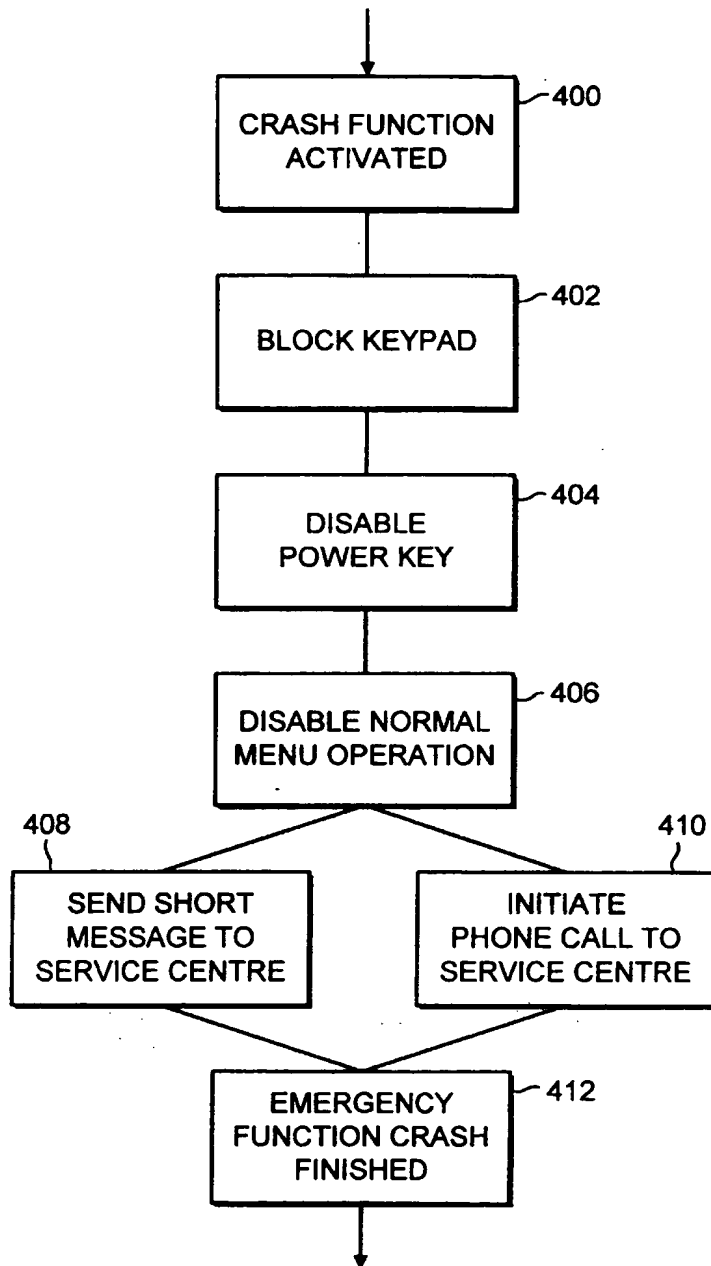 400
CRASH FUNCTION
ACTIVATED
402
BLOCK KEYPAD
404
DISABLE
POWER KEY
406
DISABLE NORMAL
MENU OPERATION
408
SEND SHORT
MESSAGE TO
SERVICE CENTRE
410
INITIATE
PHONE CALL TO
SERVICE CENTRE
412
EMERGENCY
FUNCTION CRASH
FINISHED